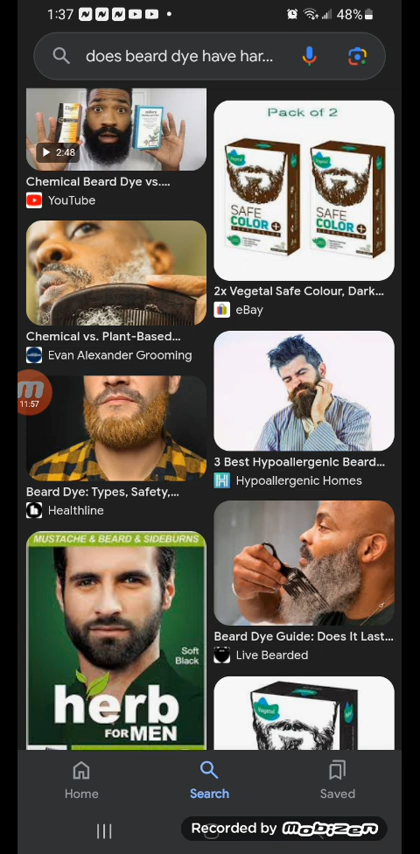 1:37
48%
does beard dye have har...
2:48
Chemical Beard Dye vs....
YouTube
Pack of 2
Vegetal
SAFE
COLOR
Vegetal
SAFE
COLOR
2x Vegetal Safe Colour, Dark...
eBay
Chemical vs. Plant-Based...
Evan Alexander Grooming
11:57
3 Best Hypoallergenic Beard...
Hypoallergenic Homes
Beard Dye: Types, Safety,...
Healthline
MUSTACHE & BEARD & SIDEBURNS
Soft
Black
herb
FOR MEN
Beard Dye Guide: Does It Last...
Live Bearded
Vegetal
Home
Search
Saved
Recorded by mobizen